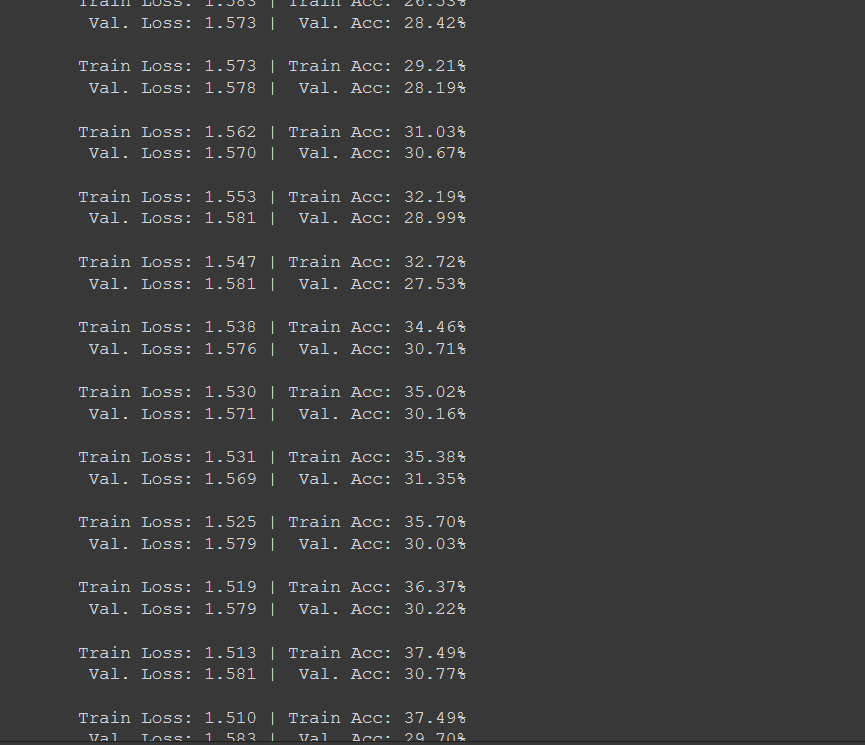 Train Loss: 1.583 | Train Acc: 26.53%
Val. Loss: 1.573 | Val. Acc: 28.42%
Train Loss: 1.573 | Train Acc: 29.21%
Val. Loss: 1.578 | Val. Acc: 28.19%
Train Loss: 1.562 | Train Acc: 31.03%
Val. Loss: 1.570 | Val. Acc: 30.67%
Train Loss: 1.553 | Train Acc: 32.19%
Val. Loss: 1.581 | Val. Acc: 28.99%
Train Loss: 1.547 | Train Acc: 32.72%
Val. Loss: 1.581 | Val. Acc: 27.53%
Train Loss: 1.538 | Train Acc: 34.46%
Val. Loss: 1.576 | Val. Acc: 30.71%
Train Loss: 1.530 | Train Acc: 35.02%
Val. Loss: 1.571 | Val. Acc: 30.16%
Train Loss: 1.531 | Train Acc: 35.38%
Val. Loss: 1.569 | Val. Acc: 31.35%
Train Loss: 1.525 | Train Acc: 35.70%
Val. Loss: 1.579 | Val. Acc: 30.03%
Train Loss: 1.519 | Train Acc: 36.37%
Val. Loss: 1.579 | Val. Acc: 30.22%
Train Loss: 1.513 | Train Acc: 37.49%
Val. Loss: 1.581 | Val. Acc: 30.77%
Train Loss: 1.510 | Train Acc: 37.49%
Val. Loss: 1.583 | Val. Acc: 29.70%